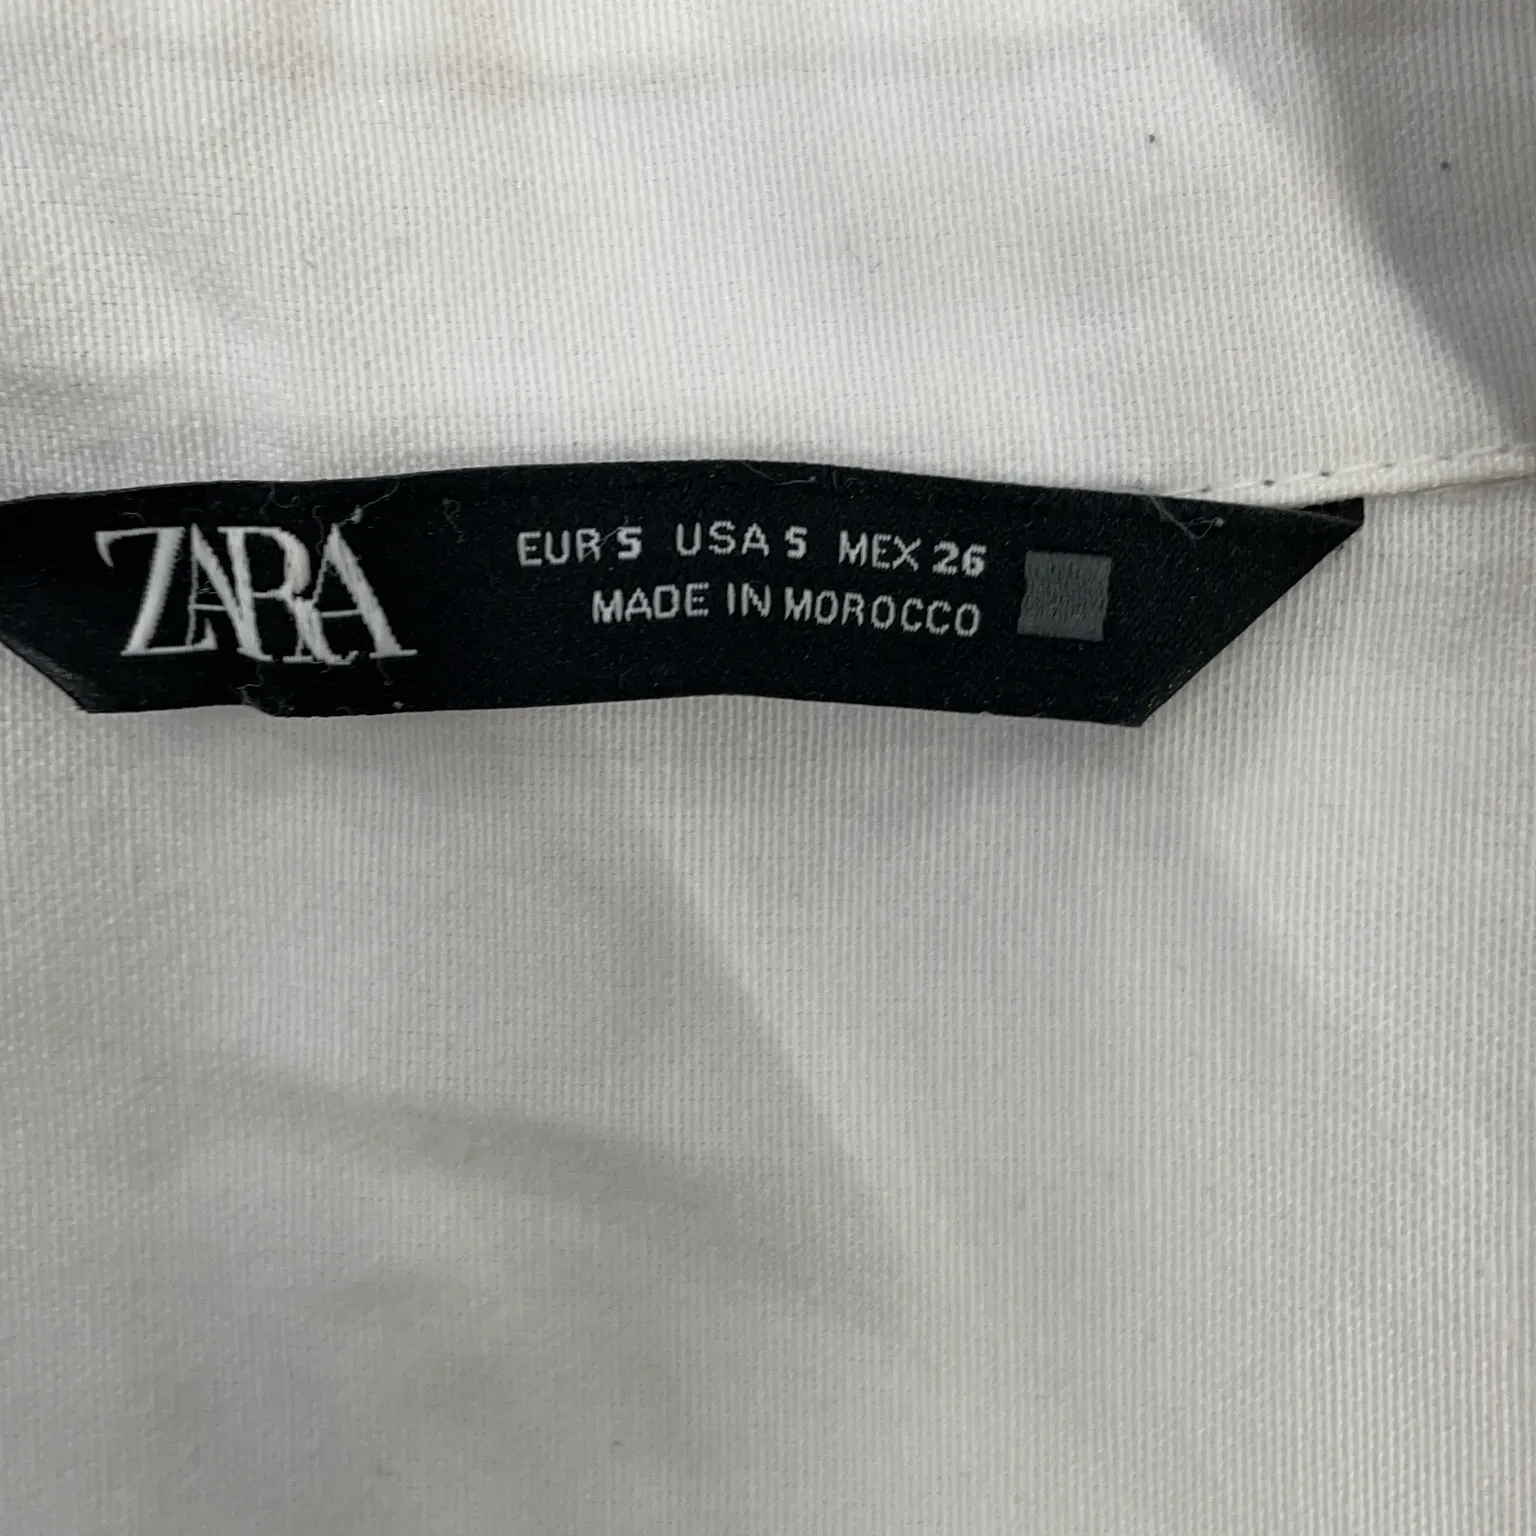 ZARA
EUR S USA S MEX 26
MADE IN MOROCCO